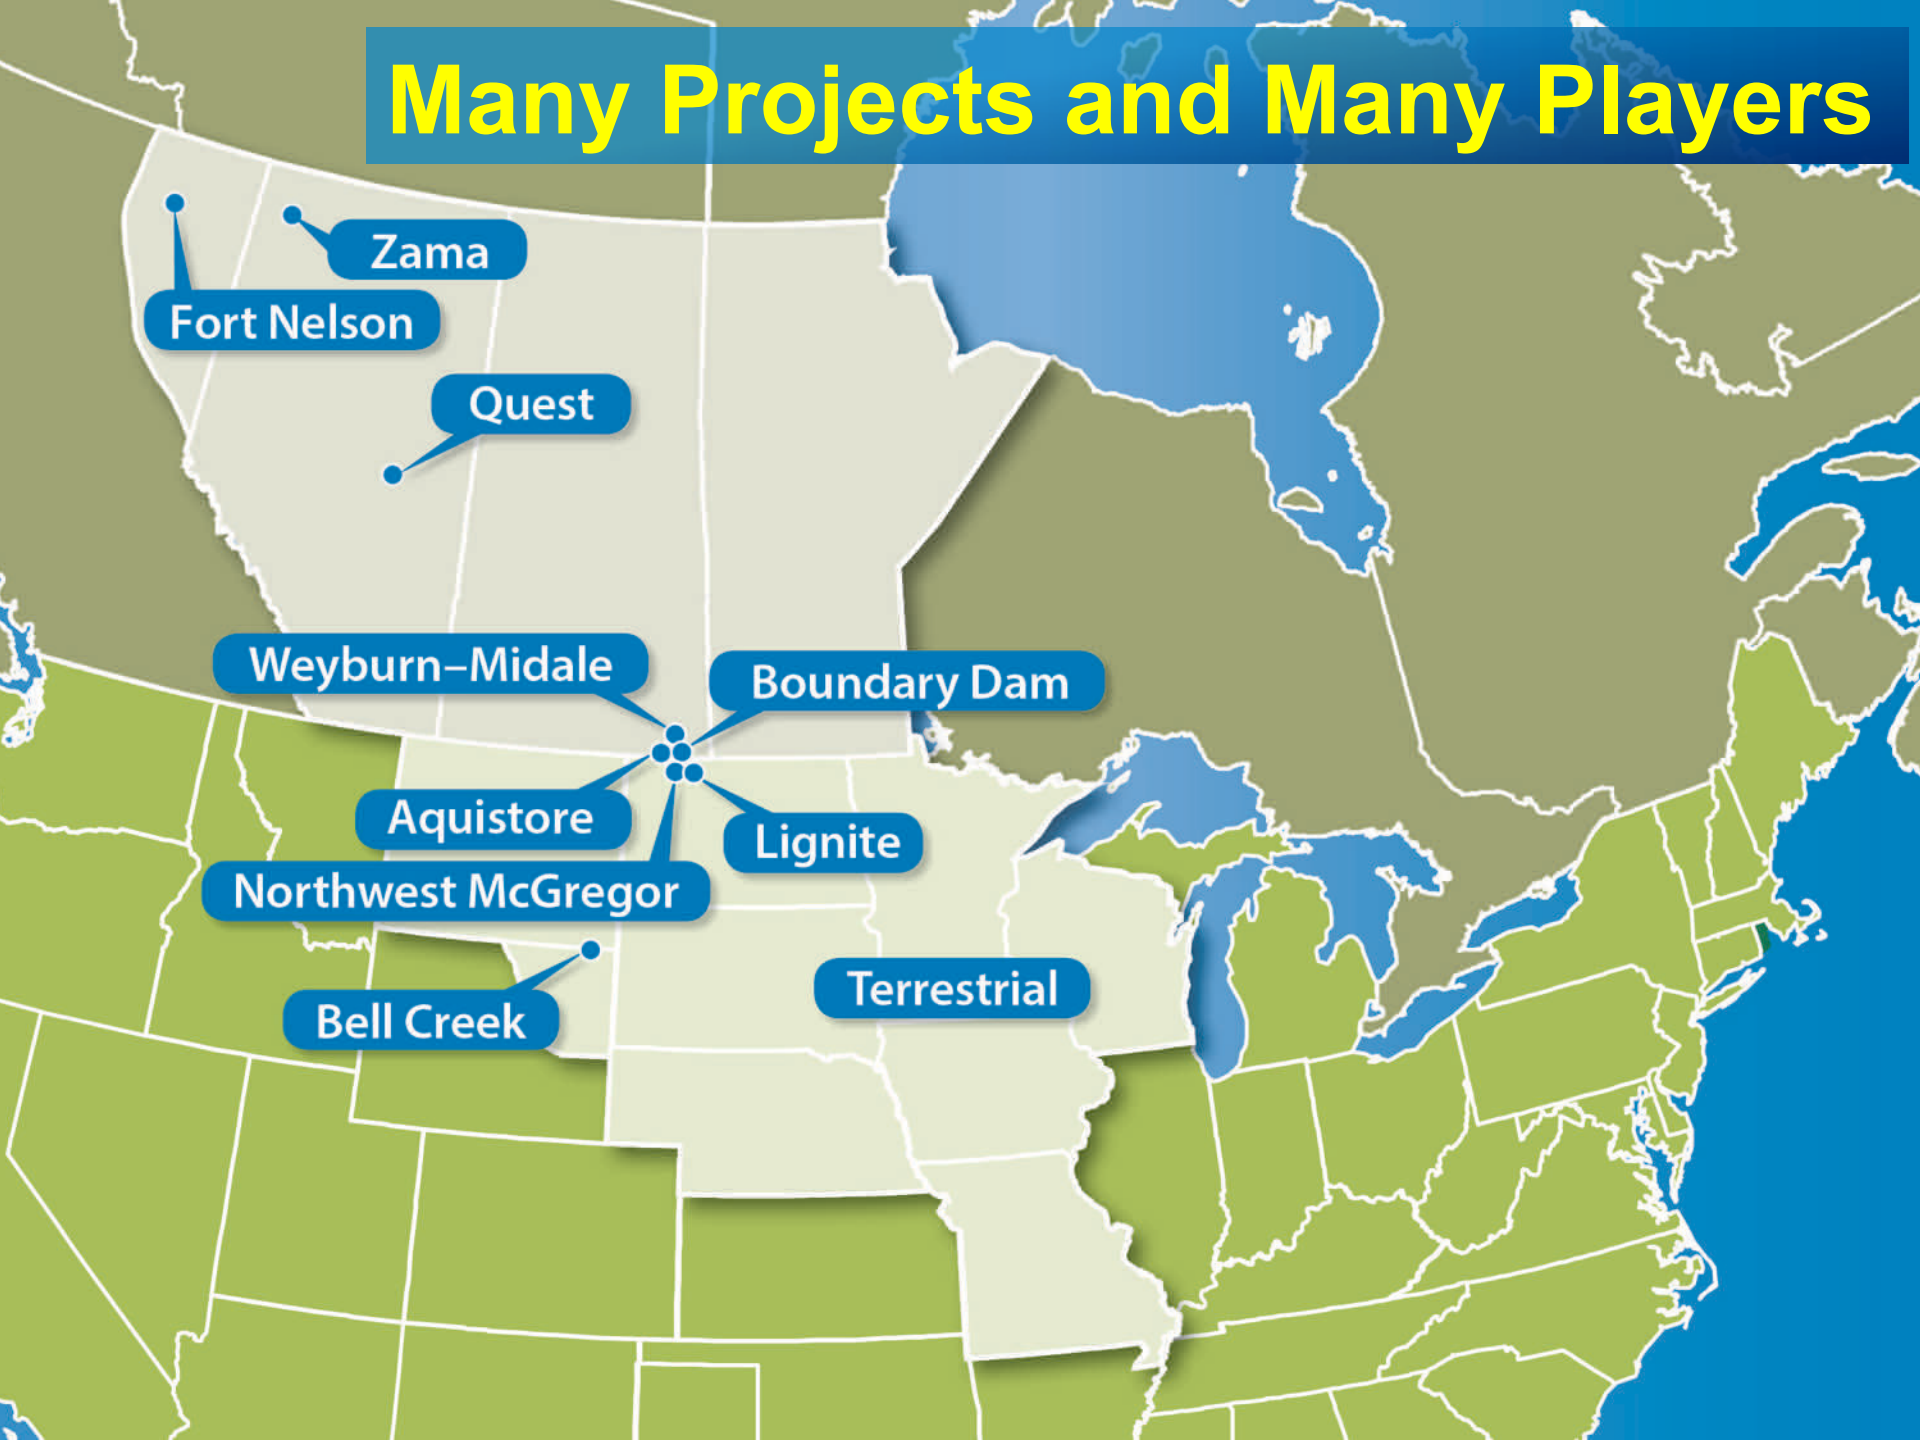 Many Projects and Many Players
Zama
Fort Nelson
Quest
Weyburn–Midale
Boundary Dam
Aquistore
Lignite
Northwest McGregor
Terrestrial
Bell Creek